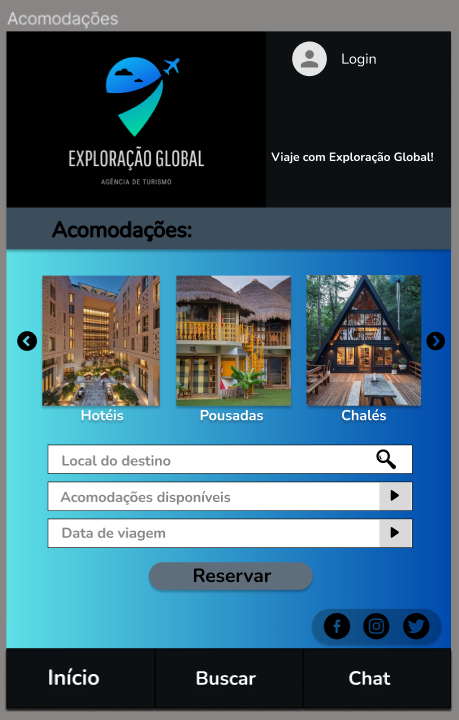 Acomodações
Login
EXPLORAÇÃO GLOBAL
AGÊNCIA DE TURISMO
Viaje com Exploração Global!
Acomodações:
Hotéis
Pousadas
Chalés
Local do destino
Acomodações disponíveis
Data de viagem
Reservar
Início
Buscar
Chat